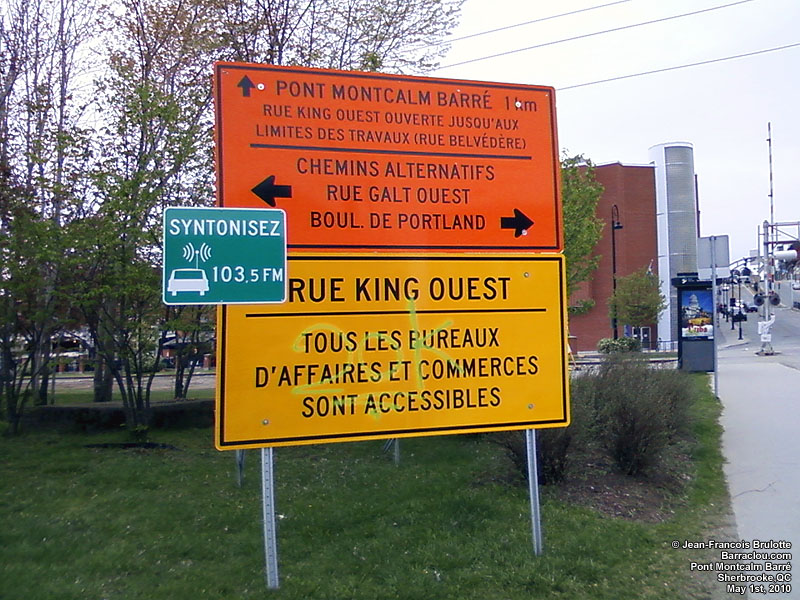 PONT MONTCALM BARRÉ 1 km
RUE KING OUEST OUVERTE JUSQU'AUX
LIMITES DES TRAVAUX (RUE BELVÉDÈRE)
CHEMINS ALTERNATIFS
RUE GALT OUEST
BOUL. DE PORTLAND
SYNTONISEZ
103,5 FM
RUE KING OUEST
TOUS LES BUREAUX
D'AFFAIRES ET COMMERCES
SONT ACCESSIBLES
© Jean-Francois Brulotte
Barraclou.com
Pont Montcalm Barré
Sherbrooke,QC
May 1st, 2010